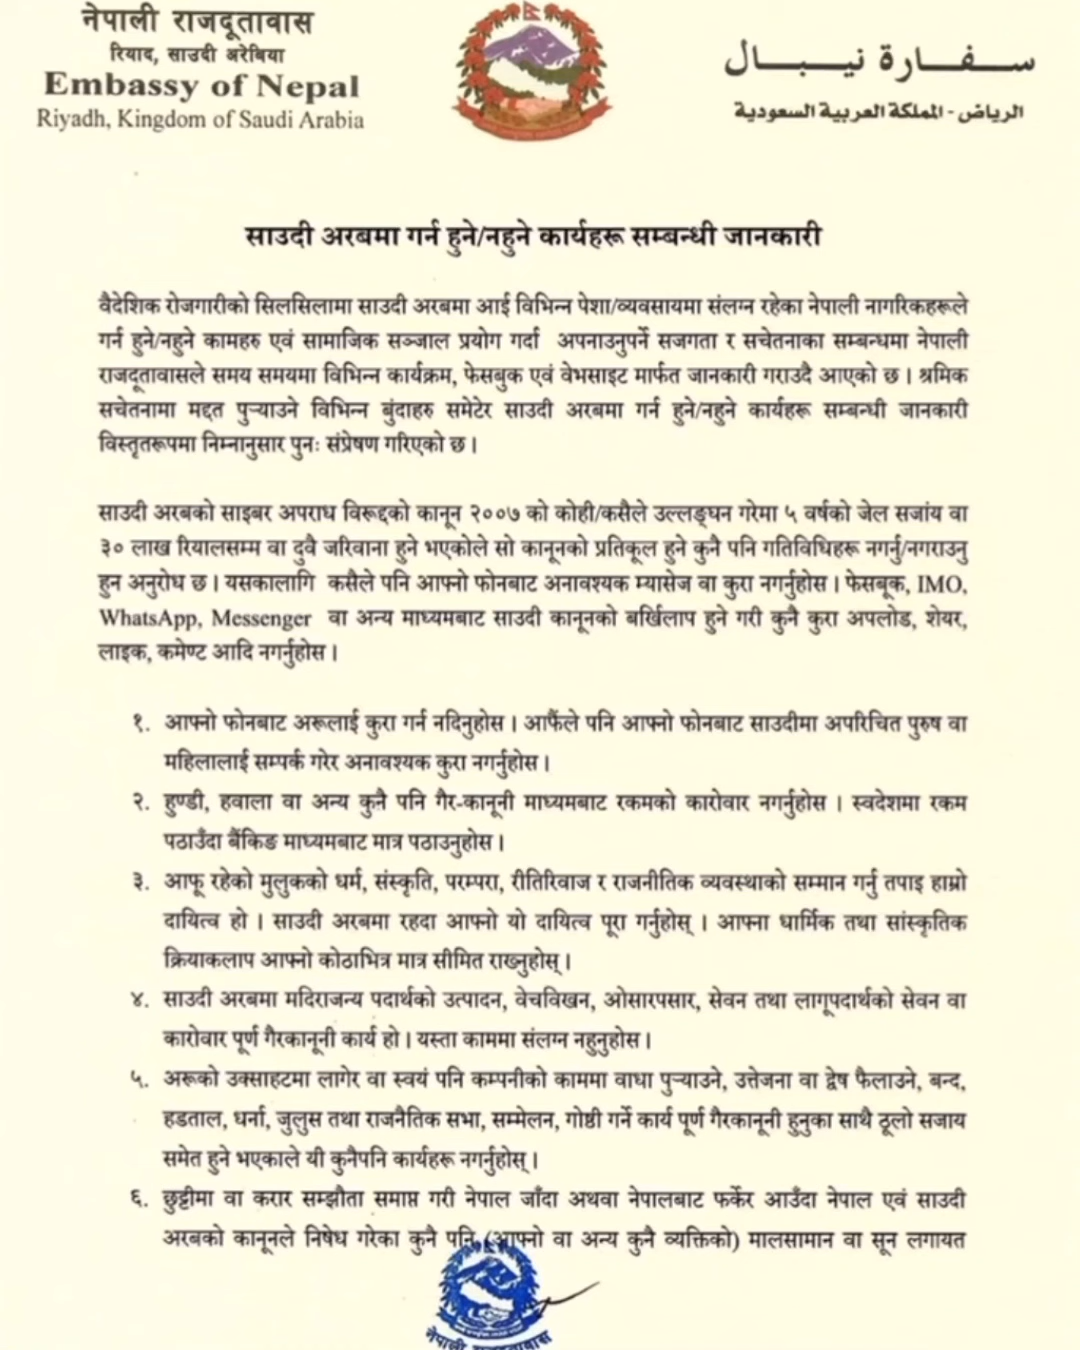 नेपाली राजदूतावास
रियाद, साउदी अरेबिया
Embassy of Nepal
Riyadh, Kingdom of Saudi Arabia
سفارة نيبال
الرياض - المملكة العربية السعودية
साउदी अरबमा गर्न हुने/नहुने कार्यहरू सम्बन्धी जानकारी
वैदेशिक रोजगारीको सिलसिलामा साउदी अरबमा आई विभिन्न पेशा/व्यवसायमा संलग्न रहेका नेपाली नागरिकहरूले
गर्न हुने/नहुने कामहरु एवं सामाजिक सञ्जाल प्रयोग गर्दा अपनाउनुपर्ने सजगता र सचेतनाका सम्बन्धमा नेपाली
राजदूतावासले समय समयमा विभिन्न कार्यक्रम, फेसबुक एवं वेभसाइट मार्फत जानकारी गराउदै आएको छ । श्रमिक
सचेतनामा मद्दत पुऱ्याउने विभिन्न बुंदाहरु समेटेर साउदी अरबमा गर्न हुने/नहुने कार्यहरू सम्बन्धी जानकारी
विस्तृतरूपमा निम्नानुसार पुनः संप्रेषण गरिएको छ ।
साउदी अरबको साइबर अपराध विरूद्दको कानून २००७ को कोही/कसैले उल्लङ्घन गरेमा ५ वर्षको जेल सजांय वा
३० लाख रियालसम्म वा दुवै जरिवाना हुने भएकोले सो कानूनको प्रतिकूल हुने कुनै पनि गतिविधिहरू नगर्नु/नगराउनु
हुन अनुरोध छ । यसकालागि कसैले पनि आफ्नो फोनबाट अनावश्यक म्यासेज वा कुरा नगर्नुहोस । फेसबूक, IMO,
WhatsApp, Messenger वा अन्य माध्यमबाट साउदी कानूनको बर्खिलाप हुने गरी कुनै कुरा अपलोड, शेयर,
लाइक, कमेण्ट आदि नगर्नुहोस ।
१. आफ्नो फोनबाट अरूलाई कुरा गर्न नदिनुहोस । आफैंले पनि आफ्नो फोनबाट साउदीमा अपरिचित पुरुष वा
महिलालाई सम्पर्क गरेर अनावश्यक कुरा नगर्नुहोस ।
२. हुण्डी, हवाला वा अन्य कुनै पनि गैर-कानूनी माध्यमबाट रकमको कारोवार नगर्नुहोस । स्वदेशमा रकम
पठाउँदा बैंकिङ माध्यमबाट मात्र पठाउनुहोस ।
३. आफू रहेको मुलुकको धर्म, संस्कृति, परम्परा, रीतिरिवाज र राजनीतिक व्यवस्थाको सम्मान गर्नु तपाइ हाम्रो
दायित्व हो । साउदी अरबमा रहदा आफ्नो यो दायित्व पूरा गर्नुहोस् । आफ्ना धार्मिक तथा सांस्कृतिक
क्रियाकलाप आफ्नो कोठाभित्र मात्र सीमित राख्नुहोस् ।
४. साउदी अरबमा मदिराजन्य पदार्थको उत्पादन, वेचविखन, ओसारपसार, सेवन तथा लागूपदार्थको सेवन वा
कारोवार पूर्ण गैरकानूनी कार्य हो । यस्ता काममा संलग्न नहुनुहोस ।
५. अरूको उक्साहटमा लागेर वा स्वयं पनि कम्पनीको काममा वाधा पुऱ्याउने, उत्तेजना वा द्वेष फैलाउने, बन्द,
हडताल, धर्ना, जुलुस तथा राजनैतिक सभा, सम्मेलन, गोष्ठी गर्ने कार्य पूर्ण गैरकानूनी हुनुका साथै ठूलो सजाय
समेत हुने भएकाले यी कुनैपनि कार्यहरू नगर्नुहोस् ।
६. छुट्टीमा वा करार सम्झौता समाप्त गरी नेपाल जाँदा अथवा नेपालबाट फर्केर आउँदा नेपाल एवं साउदी
अरबको कानूनले निषेध गरेका कुनै पनि (आफ्नो वा अन्य कुनै व्यक्तिको) मालसामान वा सून लगायत
नेपाली राजदूतावास